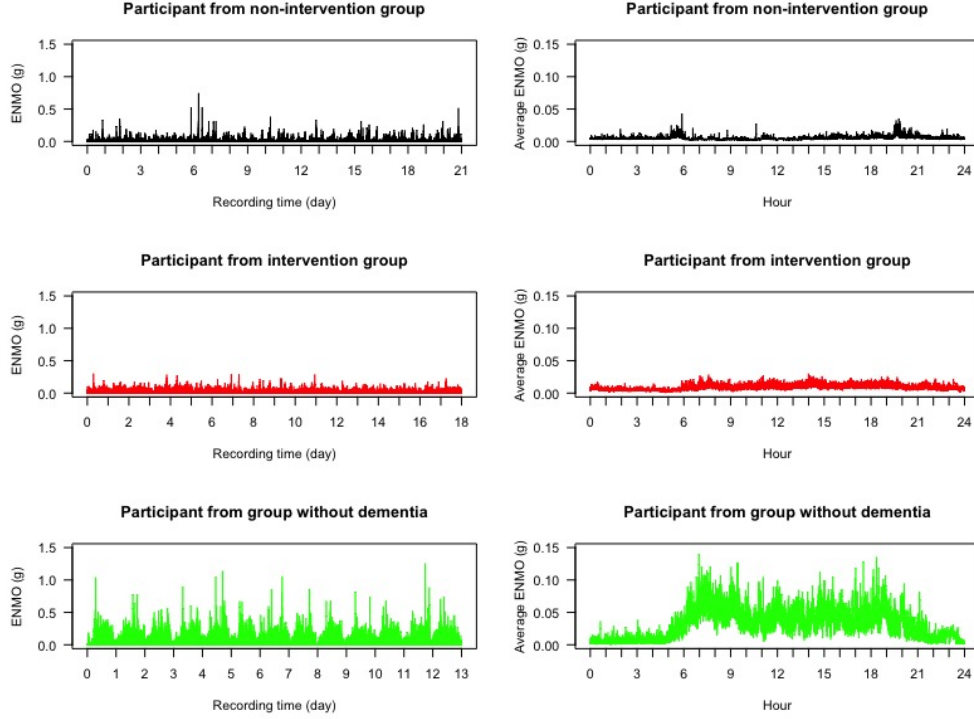 Participant from non-intervention group
ENMO (g)
1.5
1.0
0.5
0.0
0 3 6 9 12 15 18 21
Recording time (day)
Participant from non-intervention group
Average ENMO (g)
0.15
0.10
0.05
0.00
0 3 6 9 12 15 18 21 24
Hour
Participant from intervention group
ENMO (g)
1.5
1.0
0.5
0.0
0 2 4 6 8 10 12 14 16 18
Recording time (day)
Participant from intervention group
Average ENMO (g)
0.15
0.10
0.05
0.00
0 3 6 9 12 15 18 21 24
Hour
Participant from group without dementia
ENMO (g)
1.5
1.0
0.5
0.0
0 1 2 3 4 5 6 7 8 9 10 11 12 13
Recording time (day)
Participant from group without dementia
Average ENMO (g)
0.15
0.10
0.05
0.00
0 3 6 9 12 15 18 21 24
Hour